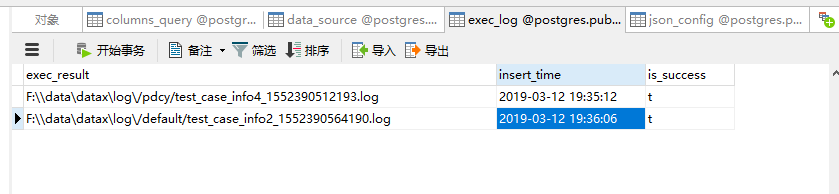 对象 columns_query @postgr... data_source @postgres.... exec_log @postgres.pub... json_config @postgres.p...
开始事务 备注 筛选 排序 导入 导出
exec_result insert_time is_success
F:\\data\datax\log\/pdcy/test_case_info4_1552390512193.log 2019-03-12 19:35:12 t
F:\\data\datax\log\/default/test_case_info2_1552390564190.log 2019-03-12 19:36:06 t